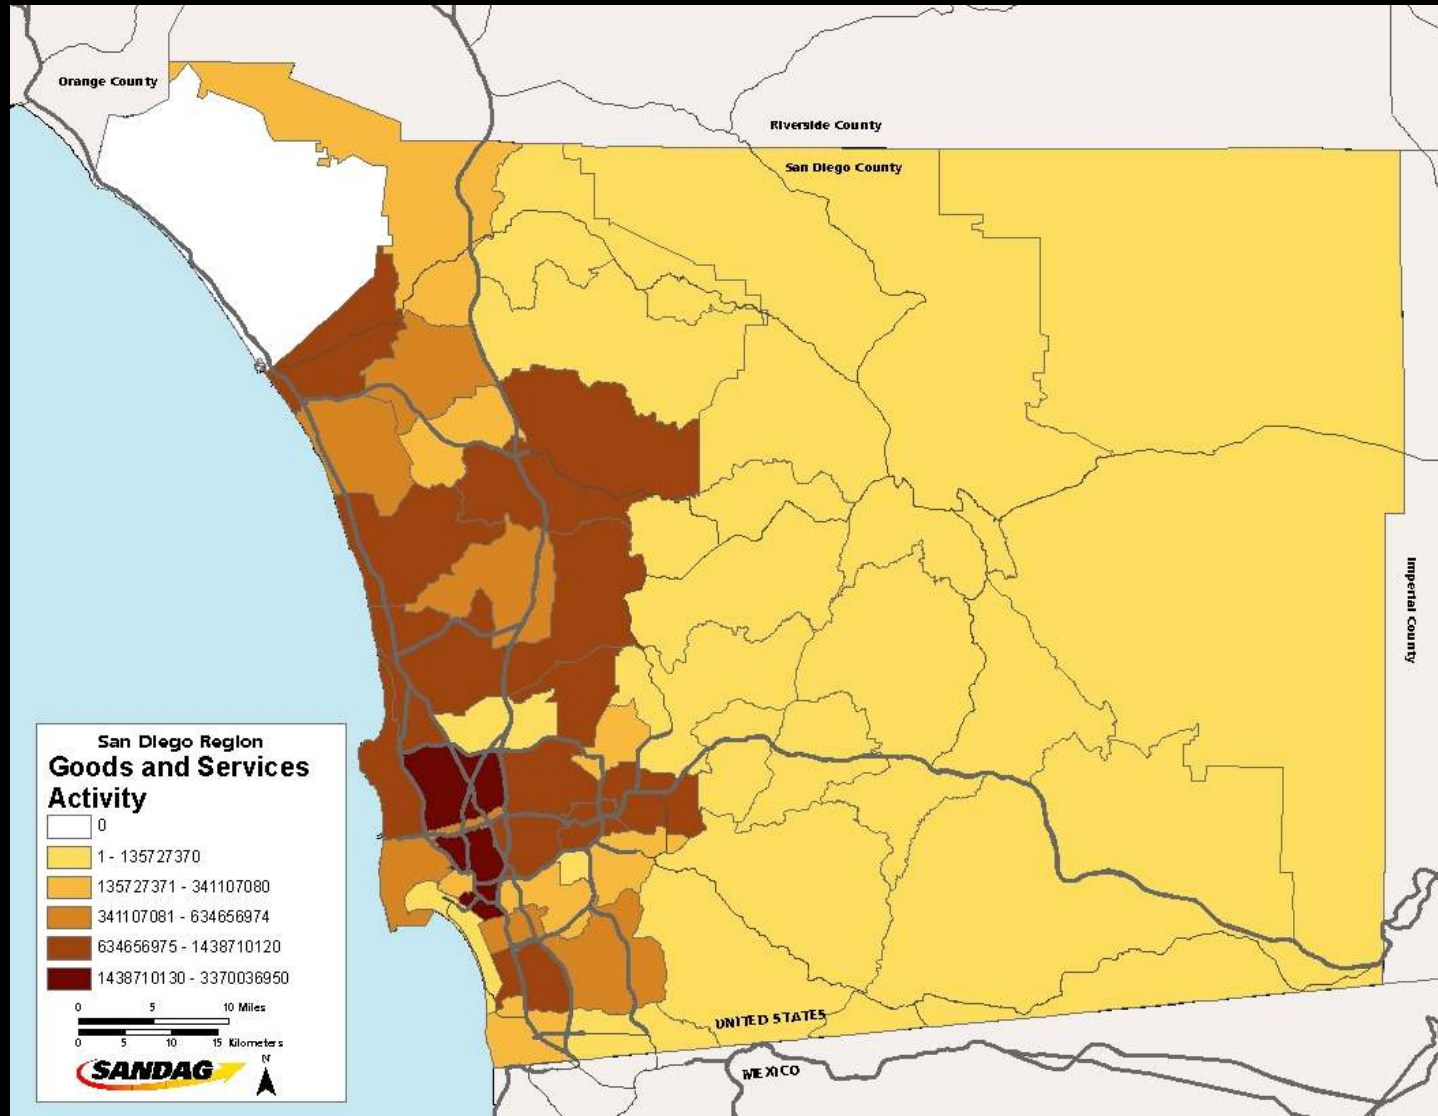 Orange County
Riverside County
San Diego County
Imperial County
San Diego Region
Goods and Services
Activity
0
1 - 135727370
135727371 - 341107080
341107081 - 634656974
634656975 - 1438710120
1438710130 - 3370036950
0 5 10 Miles
0 5 10 15 Kilometers
SANDAG
N
UNITED STATES
MEXICO